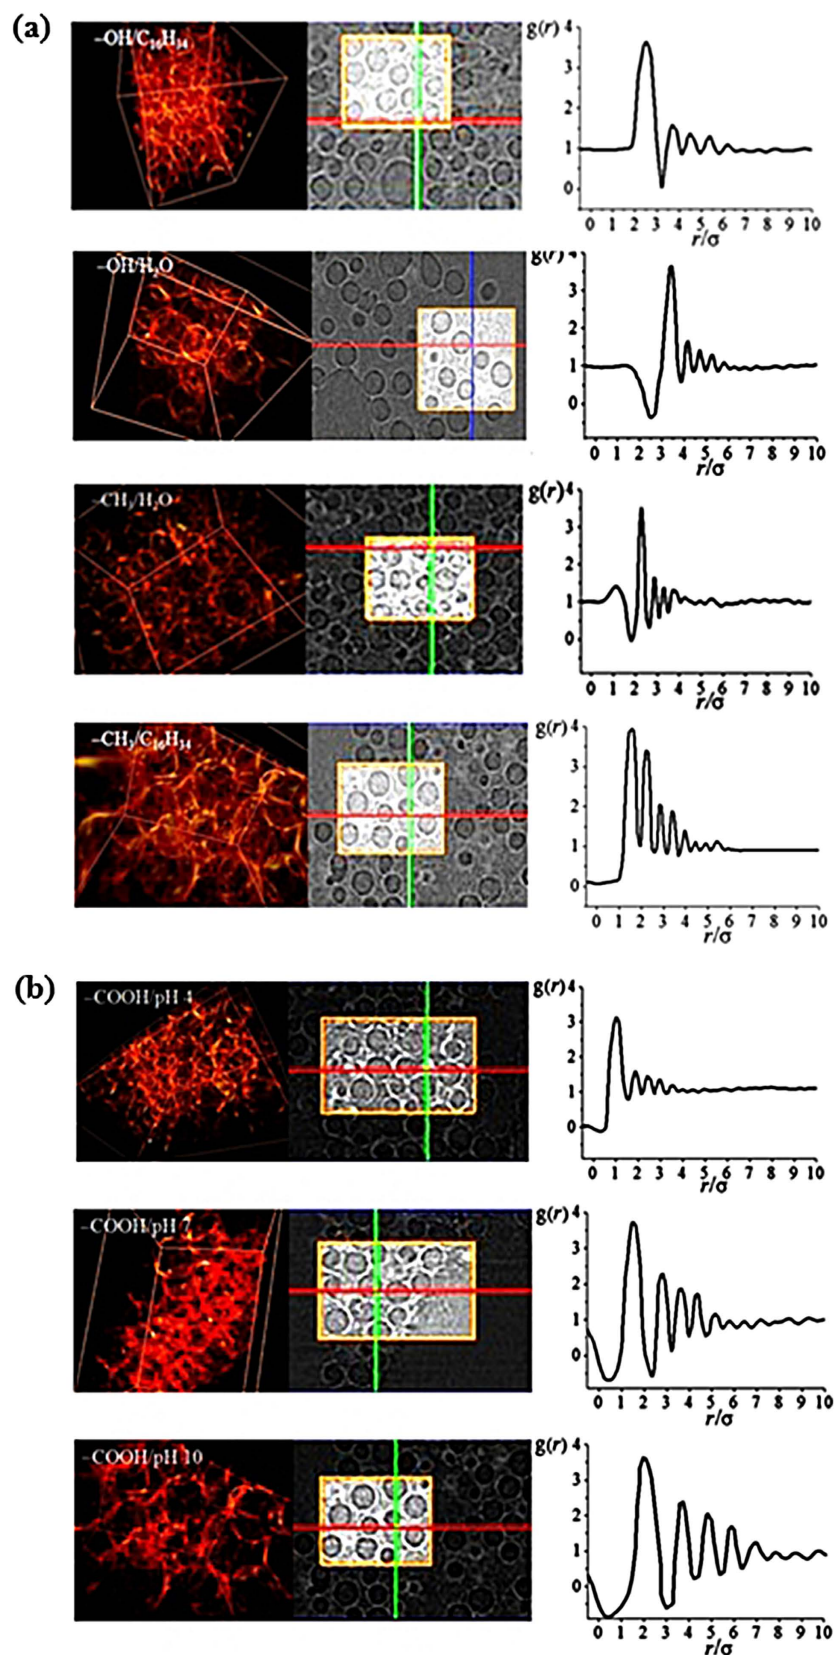 (a)
–OH/C₁₆H₃₄
g(r) 4
3
2
1
0
0 1 2 3 4 5 6 7 8 9 10
r/σ
–OH/H₂O
g(r) 4
3
2
1
0
0 1 2 3 4 5 6 7 8 9 10
r/σ
–CH₃/H₂O
g(r) 4
3
2
1
0
0 1 2 3 4 5 6 7 8 9 10
r/σ
–CH₃/C₁₆H₃₄
g(r) 4
3
2
1
0
0 1 2 3 4 5 6 7 8 9 10
r/σ
(b)
–COOH/pH 4
g(r) 4
3
2
1
0
0 1 2 3 4 5 6 7 8 9 10
r/σ
–COOH/pH 7
g(r) 4
3
2
1
0
0 1 2 3 4 5 6 7 8 9 10
r/σ
–COOH/pH 10
g(r) 4
3
2
1
0
0 1 2 3 4 5 6 7 8 9 10
r/σ